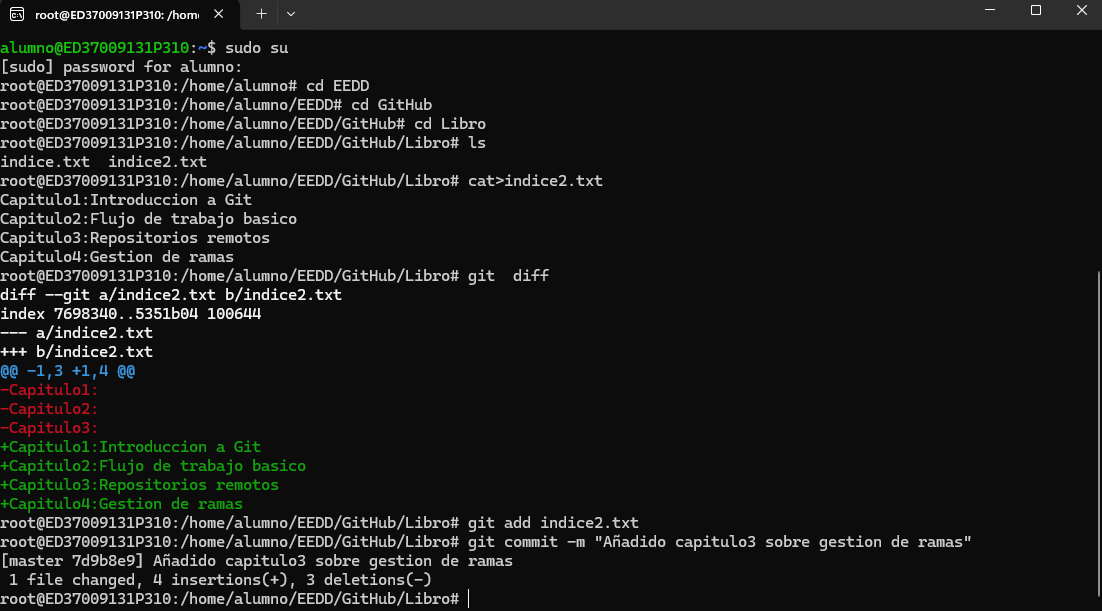 root@ED37009131P310: /hom
alumno@ED37009131P310:~$ sudo su
[sudo] password for alumno:
root@ED37009131P310:/home/alumno# cd EEDD
root@ED37009131P310:/home/alumno/EEDD# cd GitHub
root@ED37009131P310:/home/alumno/EEDD/GitHub# cd Libro
root@ED37009131P310:/home/alumno/EEDD/GitHub/Libro# ls
indice.txt  indice2.txt
root@ED37009131P310:/home/alumno/EEDD/GitHub/Libro# cat>indice2.txt
Capitulo1:Introduccion a Git
Capitulo2:Flujo de trabajo basico
Capitulo3:Repositorios remotos
Capitulo4:Gestion de ramas
root@ED37009131P310:/home/alumno/EEDD/GitHub/Libro# git  diff
diff --git a/indice2.txt b/indice2.txt
index 7698340..5351b04 100644
--- a/indice2.txt
+++ b/indice2.txt
@@ -1,3 +1,4 @@
-Capitulo1:
-Capitulo2:
-Capitulo3:
+Capitulo1:Introduccion a Git
+Capitulo2:Flujo de trabajo basico
+Capitulo3:Repositorios remotos
+Capitulo4:Gestion de ramas
root@ED37009131P310:/home/alumno/EEDD/GitHub/Libro# git add indice2.txt
root@ED37009131P310:/home/alumno/EEDD/GitHub/Libro# git commit -m "Añadido capitulo3 sobre gestion de ramas"
[master 7d9b8e9] Añadido capitulo3 sobre gestion de ramas
 1 file changed, 4 insertions(+), 3 deletions(-)
root@ED37009131P310:/home/alumno/EEDD/GitHub/Libro#